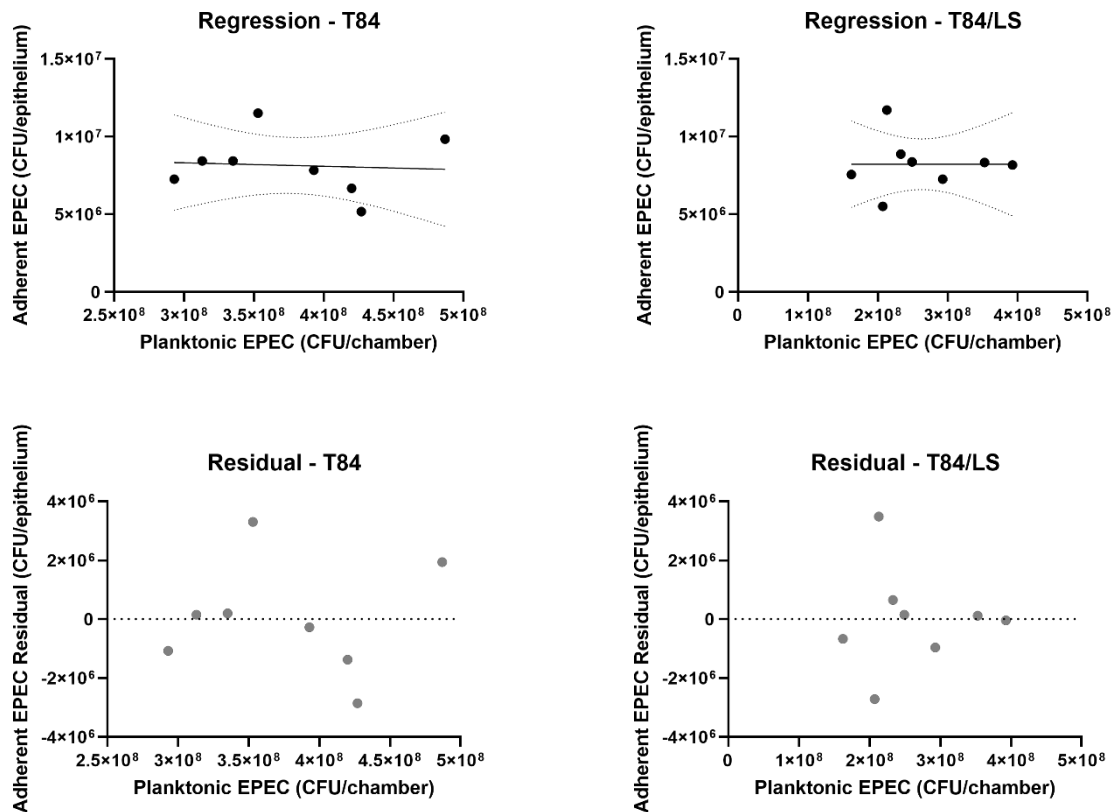 Regression - T84
Adherent EPEC (CFU/epithelium)
1.5×10⁷
1×10⁷
5×10⁶
0
2.5×10⁸ 3×10⁸ 3.5×10⁸ 4×10⁸ 4.5×10⁸ 5×10⁸
Planktonic EPEC (CFU/chamber)
Regression - T84/LS
Adherent EPEC (CFU/epithelium)
1.5×10⁷
1×10⁷
5×10⁶
0
0 1×10⁸ 2×10⁸ 3×10⁸ 4×10⁸ 5×10⁸
Planktonic EPEC (CFU/chamber)
Residual - T84
Adherent EPEC Residual (CFU/epithelium)
4×10⁶
2×10⁶
0
-2×10⁶
-4×10⁶
2.5×10⁸ 3×10⁸ 3.5×10⁸ 4×10⁸ 4.5×10⁸ 5×10⁸
Planktonic EPEC (CFU/chamber)
Residual - T84/LS
Adherent EPEC Residual (CFU/epithelium)
4×10⁶
2×10⁶
0
-2×10⁶
-4×10⁶
0 1×10⁸ 2×10⁸ 3×10⁸ 4×10⁸ 5×10⁸
Planktonic EPEC (CFU/chamber)